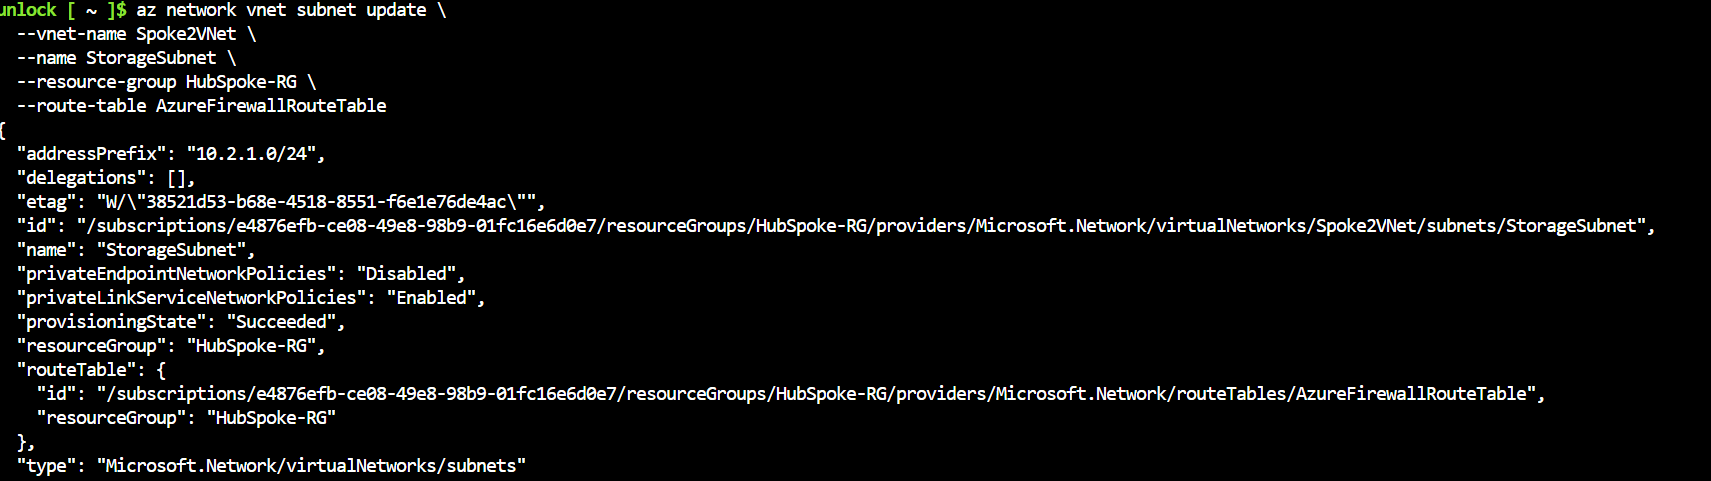 unlock [ ~ ]$ az network vnet subnet update \
--vnet-name Spoke2VNet \
--name StorageSubnet \
--resource-group HubSpoke-RG \
--route-table AzureFirewallRouteTable
{
"addressPrefix": "10.2.1.0/24",
"delegations": [],
"etag": "W/\"38521d53-b68e-4518-8551-f6e1e76de4ac\"",
"id": "/subscriptions/e4876efb-ce08-49e8-98b9-01fc16e6d0e7/resourceGroups/HubSpoke-RG/providers/Microsoft.Network/virtualNetworks/Spoke2VNet/subnets/StorageSubnet",
"name": "StorageSubnet",
"privateEndpointNetworkPolicies": "Disabled",
"privateLinkServiceNetworkPolicies": "Enabled",
"provisioningState": "Succeeded",
"resourceGroup": "HubSpoke-RG",
"routeTable": {
"id": "/subscriptions/e4876efb-ce08-49e8-98b9-01fc16e6d0e7/resourceGroups/HubSpoke-RG/providers/Microsoft.Network/routeTables/AzureFirewallRouteTable",
"resourceGroup": "HubSpoke-RG"
},
"type": "Microsoft.Network/virtualNetworks/subnets"